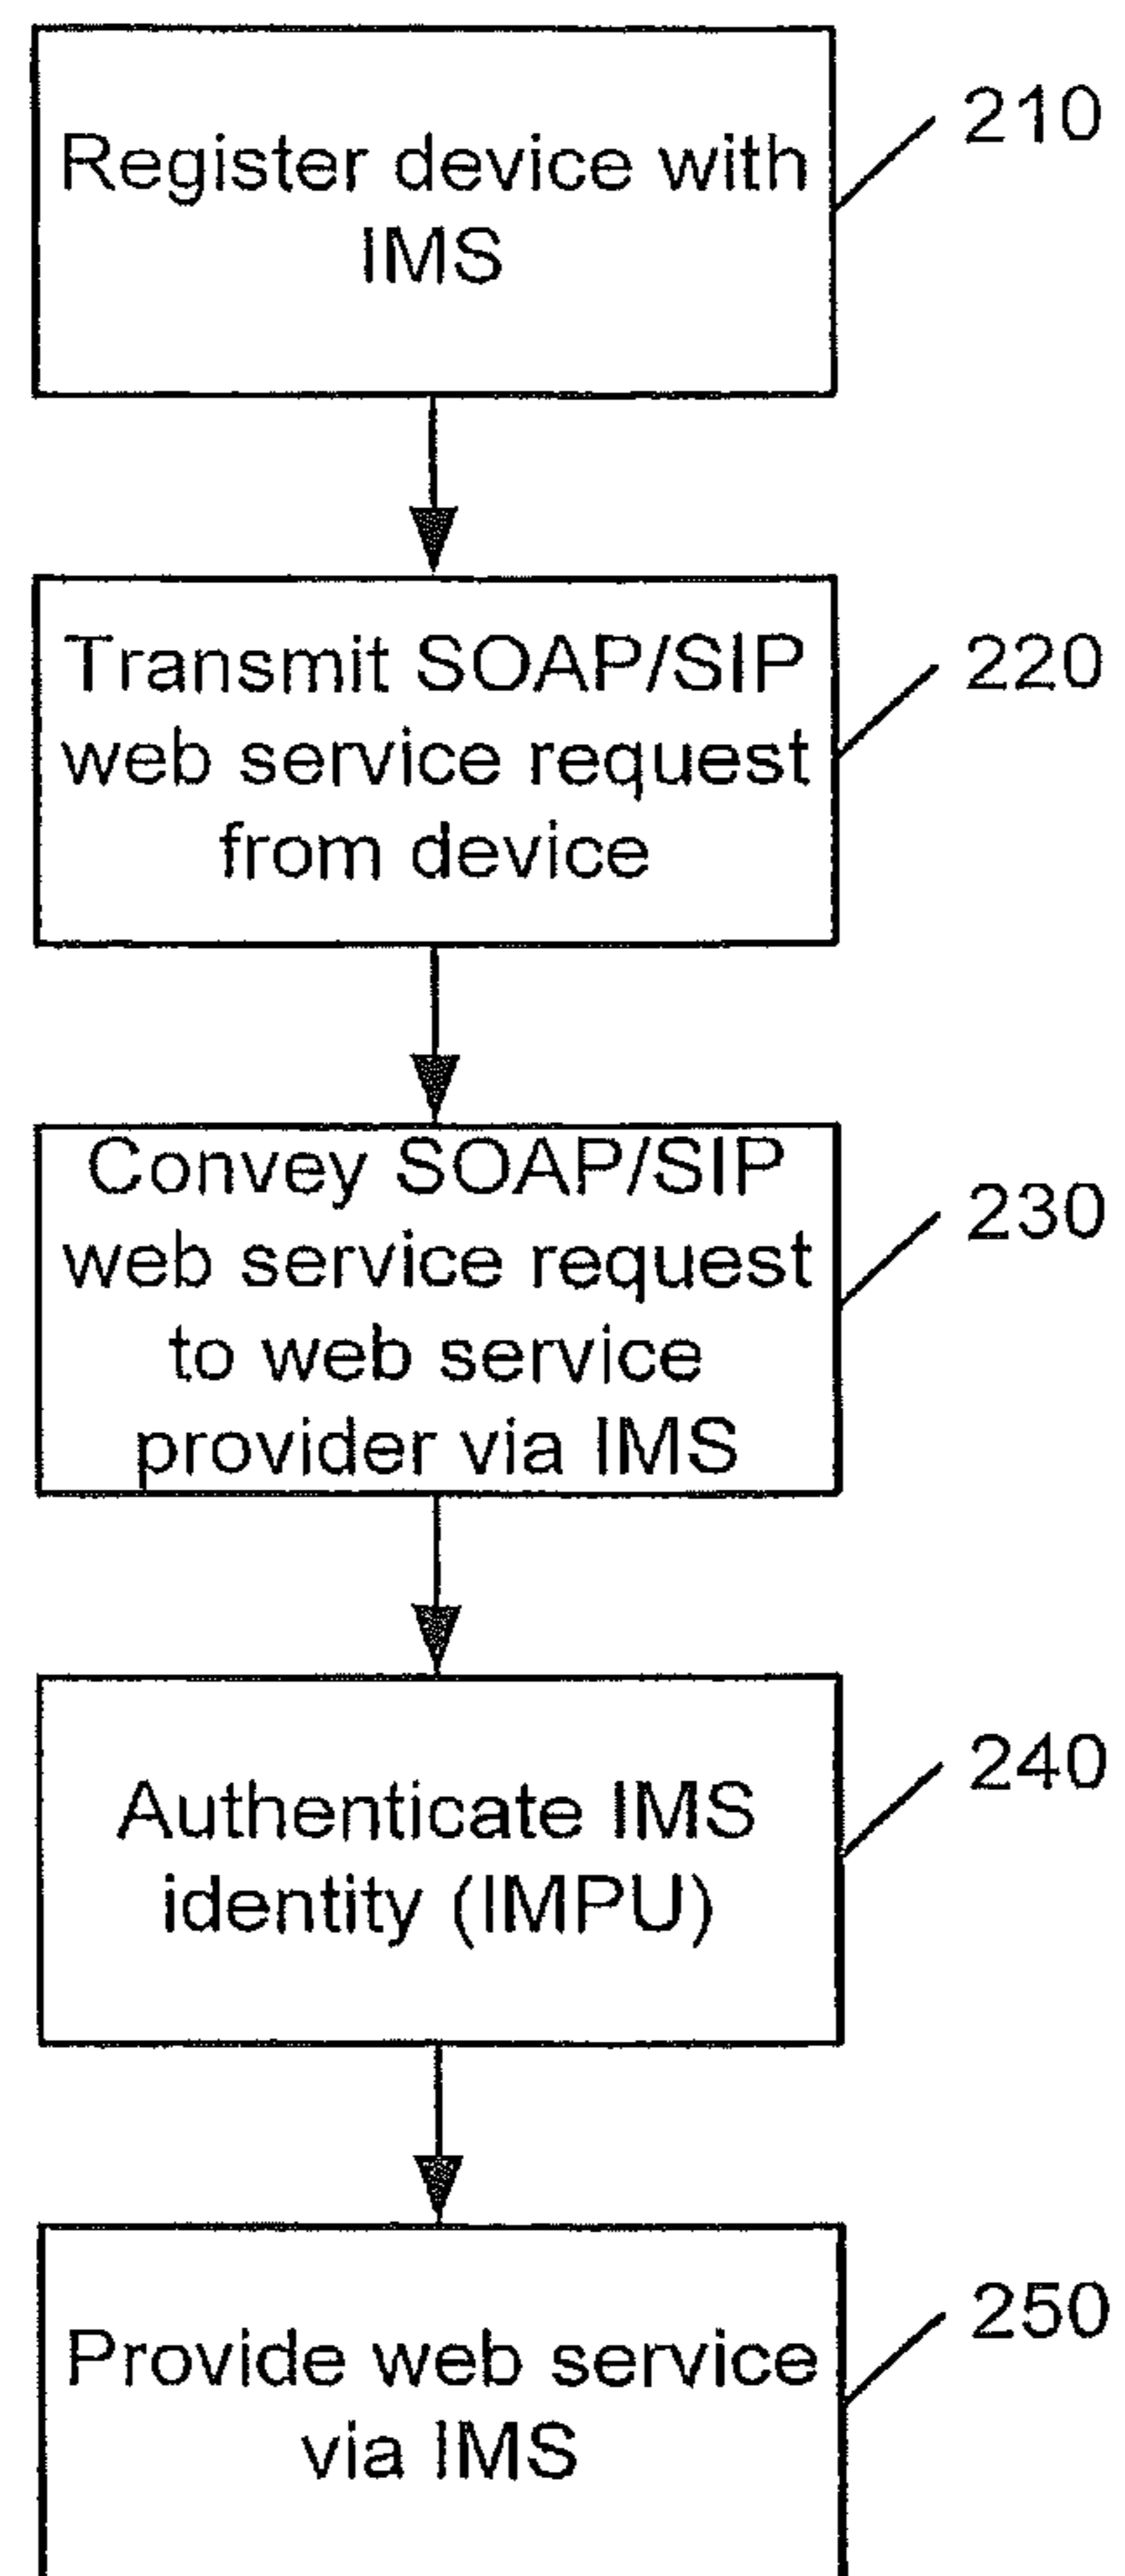 Register device with
IMS
210
Transmit SOAP/SIP
web service request
from device
220
Convey SOAP/SIP
web service request
to web service
provider via IMS
230
Authenticate IMS
identity (IMPU)
240
Provide web service
via IMS
250